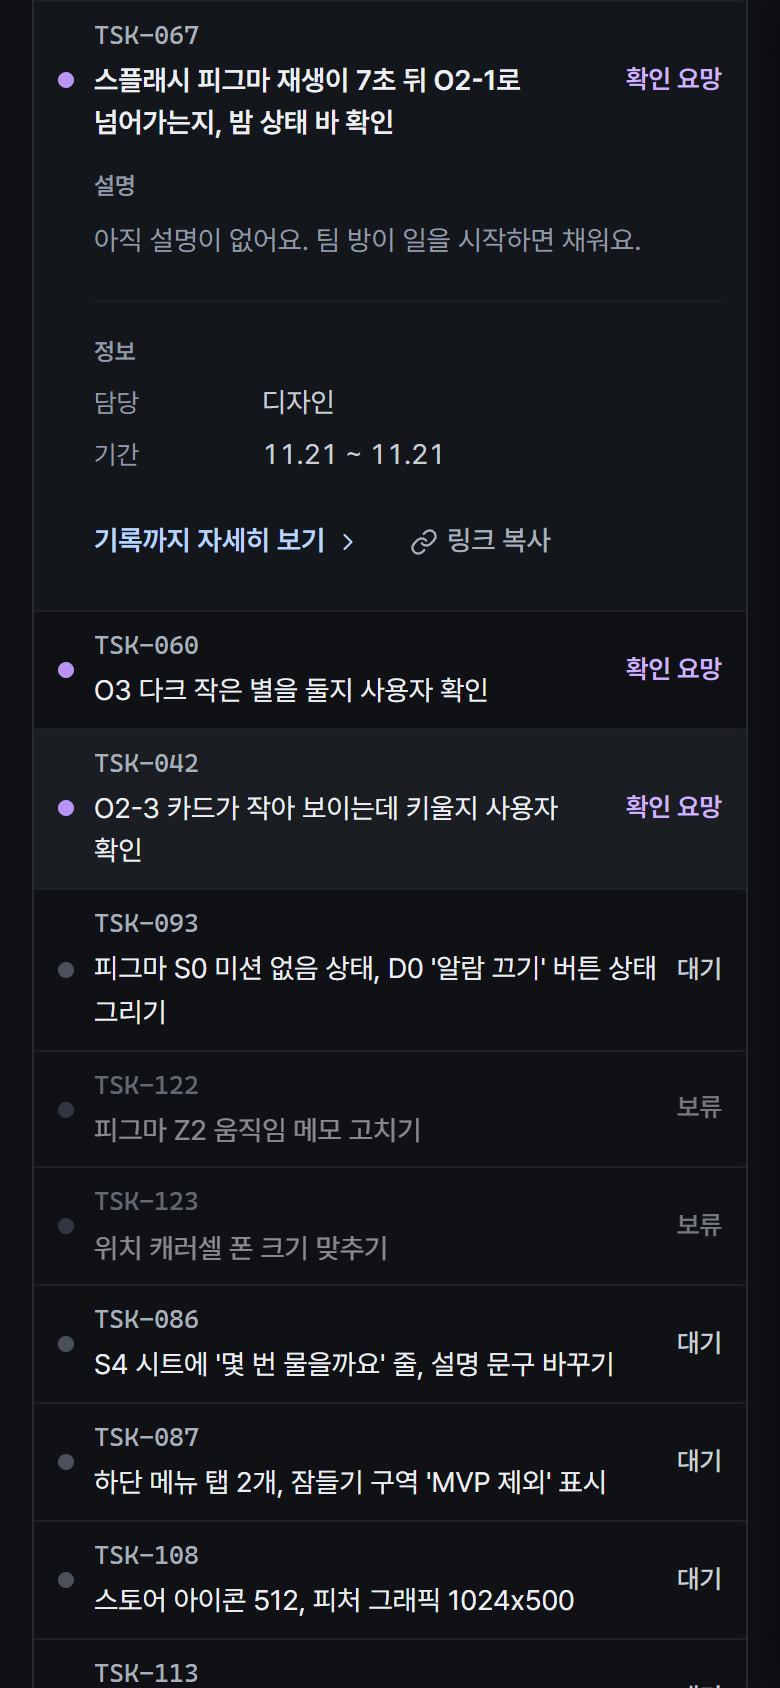 TSK-067
스플래시 피그마 재생이 7초 뒤 O2-1로
확인 요망
넘어가는지, 밤 상태 바 확인
설명
아직 설명이 없어요. 팀 방이 일을 시작하면 채워요.
정보
담당 디자인
기간 11.21 ~ 11.21
기록까지 자세히 보기 > 링크 복사
TSK-060
O3 다크 작은 별을 둘지 사용자 확인
확인 요망
TSK-042
O2-3 카드가 작아 보이는데 키울지 사용자
확인 요망
확인
TSK-093
피그마 S0 미션 없음 상태, D0 '알람 끄기' 버튼 상태
대기
그리기
TSK-122
피그마 Z2 움직임 메모 고치기
보류
TSK-123
위치 캐러셀 폰 크기 맞추기
보류
TSK-086
S4 시트에 '몇 번 물을까요' 줄, 설명 문구 바꾸기
대기
TSK-087
하단 메뉴 탭 2개, 잠들기 구역 'MVP 제외' 표시
대기
TSK-108
스토어 아이콘 512, 피처 그래픽 1024x500
대기
TSK-113